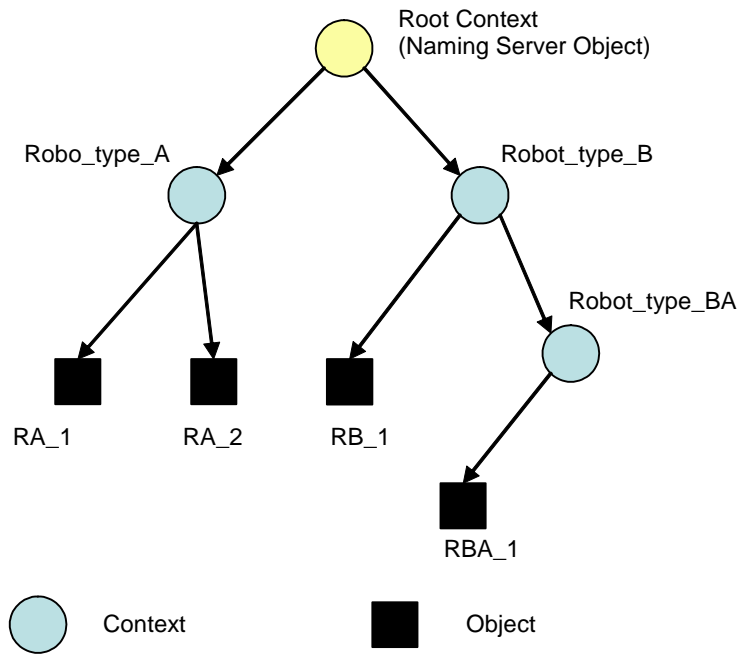 Root Context
(Naming Server Object)
Robo_type_A
Robot_type_B
Robot_type_BA
RA_1
RA_2
RB_1
RBA_1
Context
Object